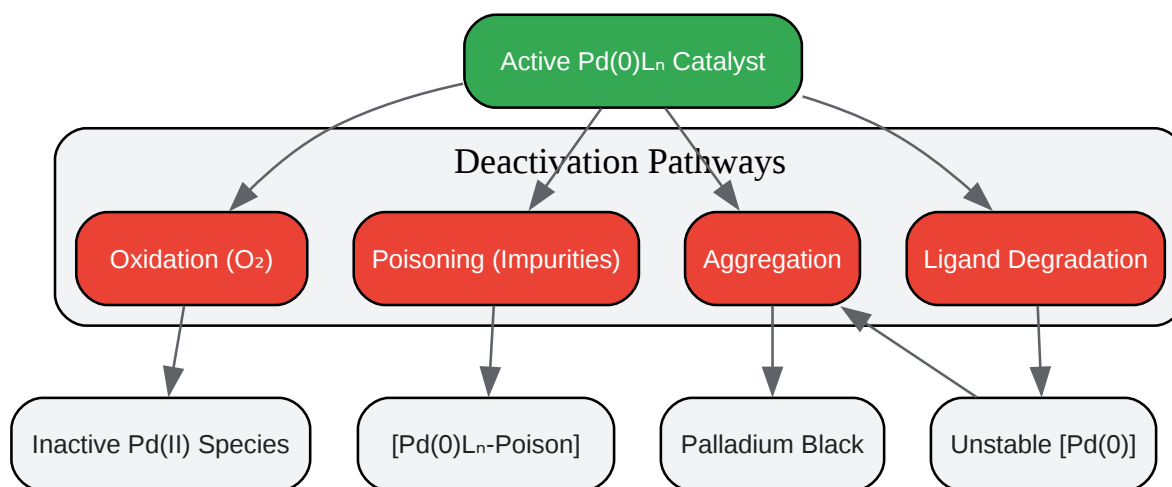 Active Pd(0)Lₙ Catalyst
Deactivation Pathways
Oxidation (O₂)
Poisoning (Impurities)
Aggregation
Ligand Degradation
Inactive Pd(II) Species
[Pd(0)Lₙ-Poison]
Palladium Black
Unstable [Pd(0)]